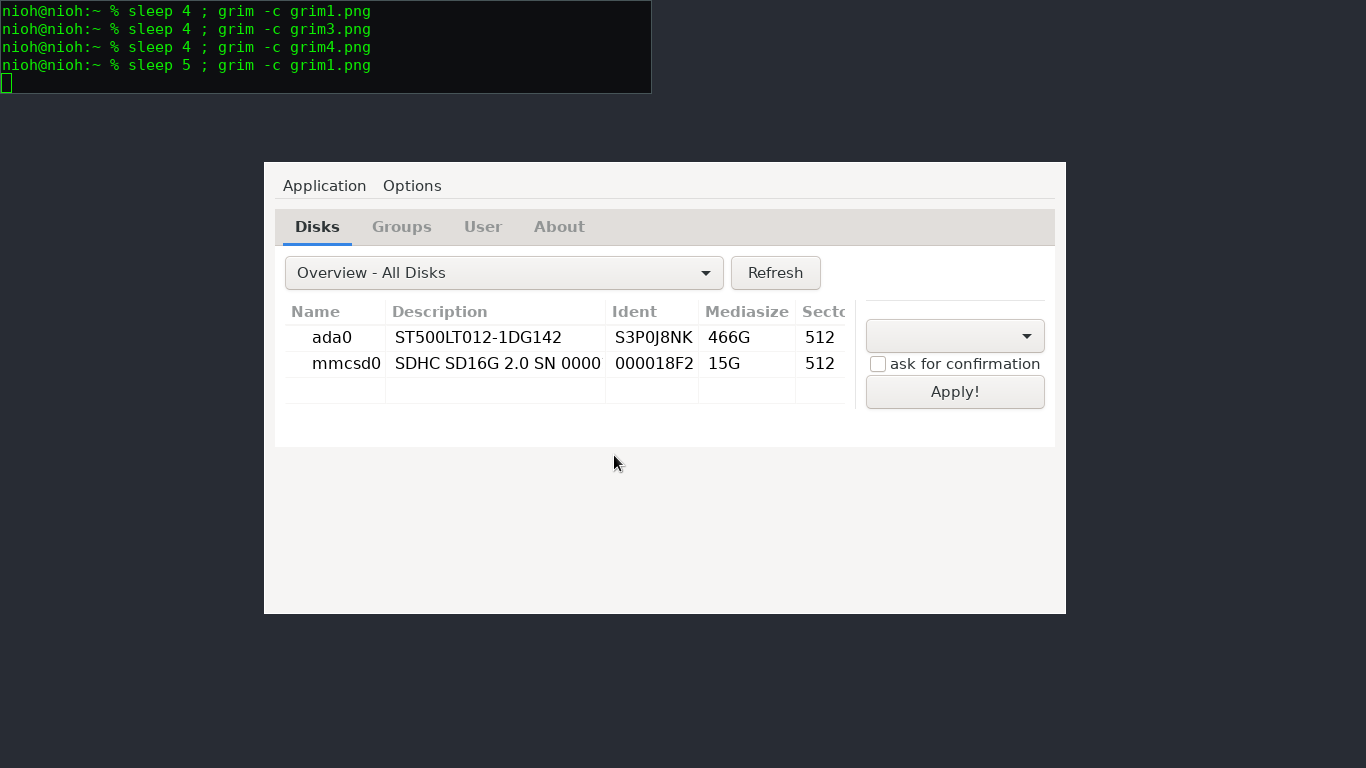 nioh@nioh:~ % sleep 4 ; grim -c grim1.png
nioh@nioh:~ % sleep 4 ; grim -c grim3.png
nioh@nioh:~ % sleep 4 ; grim -c grim4.png
nioh@nioh:~ % sleep 5 ; grim -c grim1.png
Application Options
Disks Groups User About
Overview - All Disks Refresh
Name Description Ident Mediasize Secto
ada0 ST500LT012-1DG142 S3P0J8NK 466G 512
mmcsd0 SDHC SD16G 2.0 SN 0000 000018F2 15G 512
ask for confirmation
Apply!